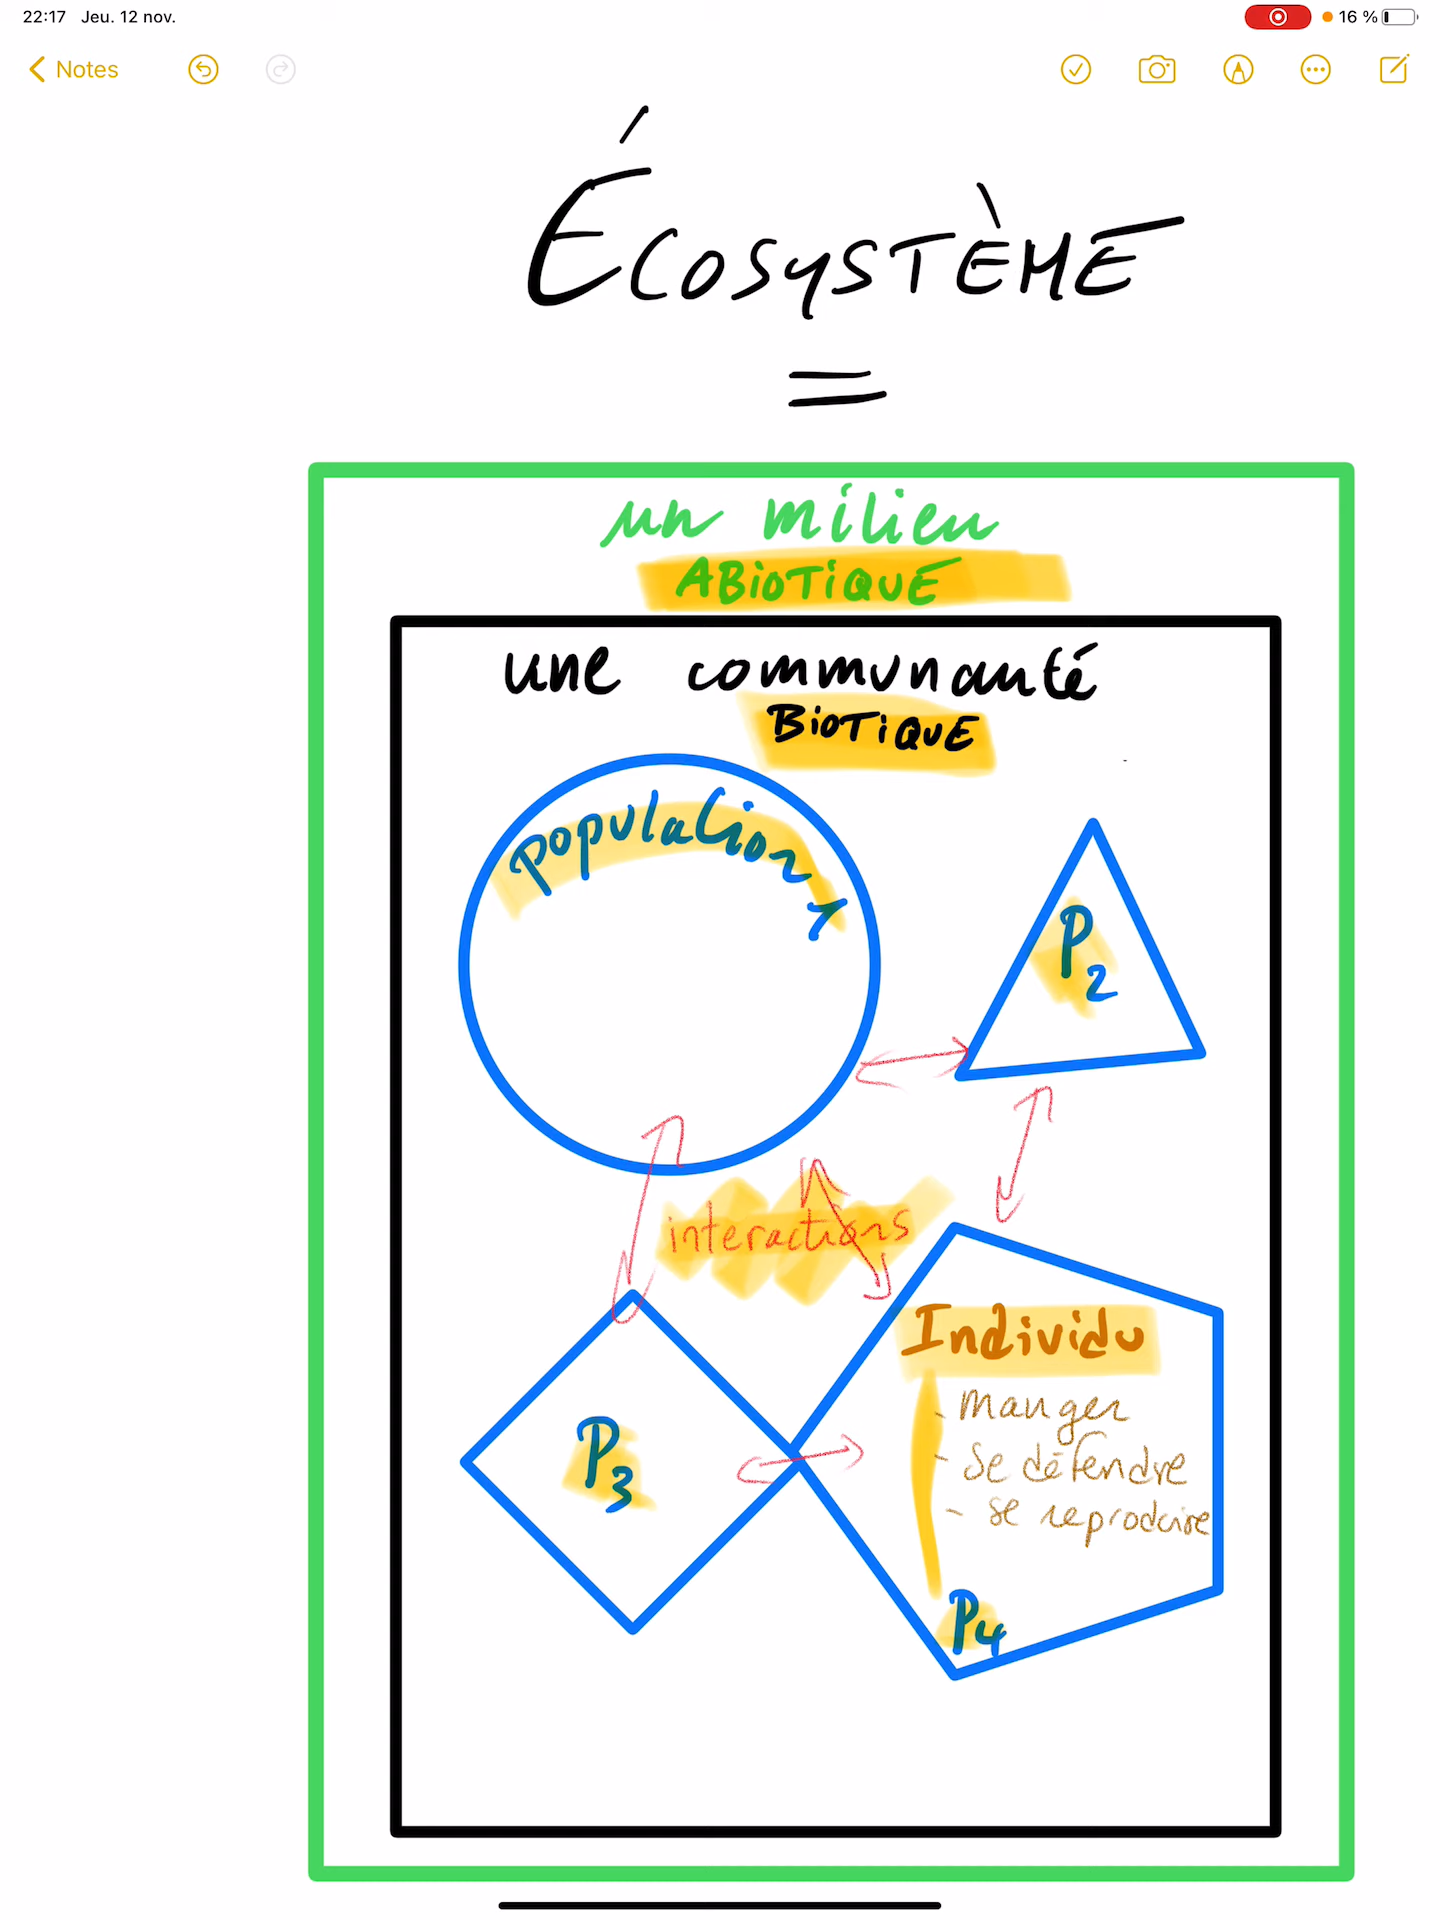 22:17 Jeu. 12 nov.
16 %
Notes
ÉCOSYSTÈME
=
un milieu
ABIOTIQUE
une communauté
BIOTIQUE
population 1
P2
interactions
Individu
- manger
- se défendre
- se reproduire
P3
P4